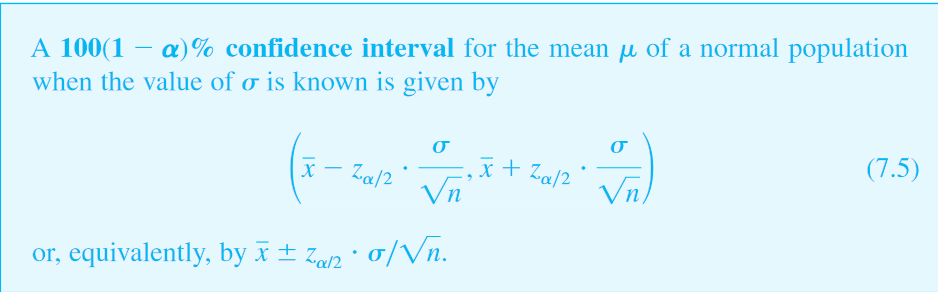 A 100(1 − α)% confidence interval for the mean μ of a normal population
when the value of σ is known is given by
(x̄ − z_{α/2} · σ/√n, x̄ + z_{α/2} · σ/√n) (7.5)
or, equivalently, by x̄ ± z_{α/2} · σ/√n.